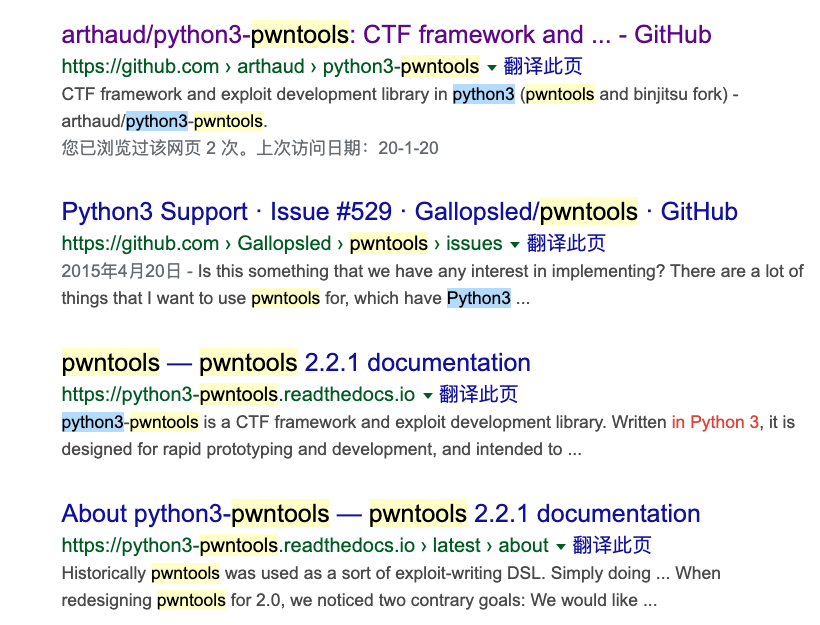 arthaud/python3-pwntools: CTF framework and ... - GitHub
https://github.com › arthaud › python3-pwntools ▾ 翻译此页
CTF framework and exploit development library in python3 (pwntools and binjitsu fork) -
arthaud/python3-pwntools.
您已浏览过该网页 2 次。上次访问日期：20-1-20
Python3 Support · Issue #529 · Gallopsled/pwntools · GitHub
https://github.com › Gallopsled › pwntools › issues ▾ 翻译此页
2015年4月20日 - Is this something that we have any interest in implementing? There are a lot of
things that I want to use pwntools for, which have Python3 ...
pwntools — pwntools 2.2.1 documentation
https://python3-pwntools.readthedocs.io ▾ 翻译此页
python3-pwntools is a CTF framework and exploit development library. Written in Python 3, it is
designed for rapid prototyping and development, and intended to ...
About python3-pwntools — pwntools 2.2.1 documentation
https://python3-pwntools.readthedocs.io › latest › about ▾ 翻译此页
Historically pwntools was used as a sort of exploit-writing DSL. Simply doing ... When
redesigning pwntools for 2.0, we noticed two contrary goals: We would like ...